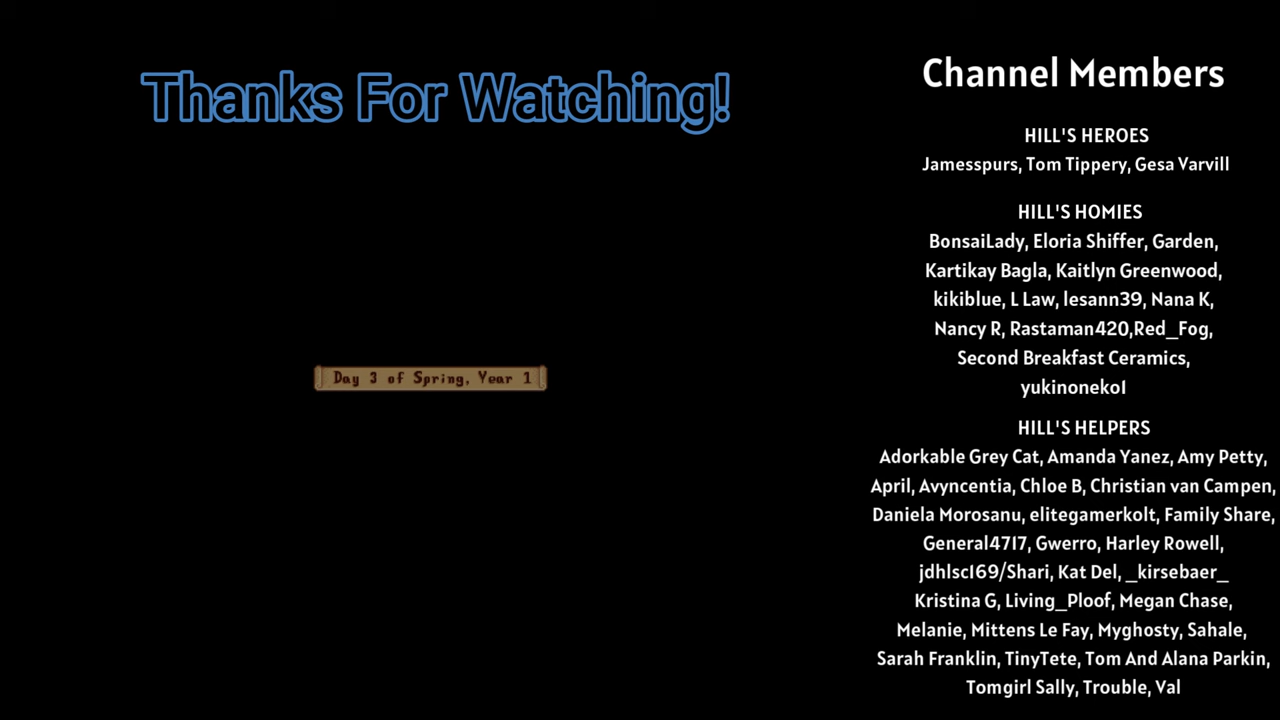 Thanks For Watching!
Day 3 of Spring, Year 1
Channel Members
HILL'S HEROES
Jamesspurs, Tom Tippery, Gesa Varvill
HILL'S HOMIES
BonsaiLady, Eloria Shiffer, Garden,
Kartikay Bagla, Kaitlyn Greenwood,
kikiblue, L Law, lesann39, Nana K,
Nancy R, Rastaman420,Red_Fog,
Second Breakfast Ceramics,
yukinoneko1
HILL'S HELPERS
Adorkable Grey Cat, Amanda Yanez, Amy Petty,
April, Avyncentia, Chloe B, Christian van Campen,
Daniela Morosanu, elitegamerkolt, Family Share,
General4717, Gwerro, Harley Rowell,
jdhlsc169/Shari, Kat Del, _kirsebaer_
Kristina G, Living_Ploof, Megan Chase,
Melanie, Mittens Le Fay, Myghosty, Sahale,
Sarah Franklin, TinyTete, Tom And Alana Parkin,
Tomgirl Sally, Trouble, Val